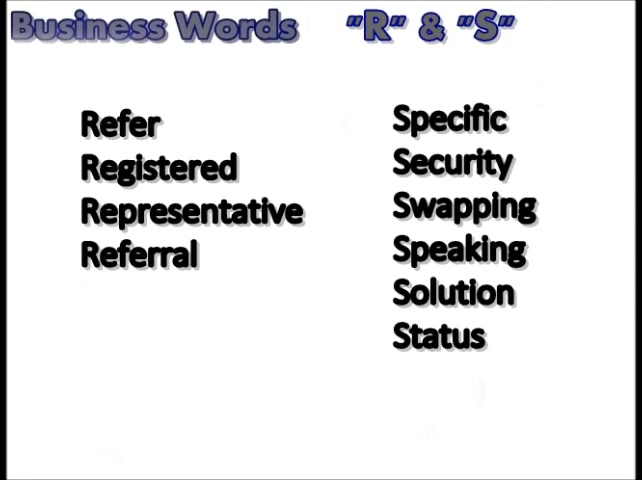 Business Words "R" & "S"
Refer
Registered
Representative
Referral
Specific
Security
Swapping
Speaking
Solution
Status